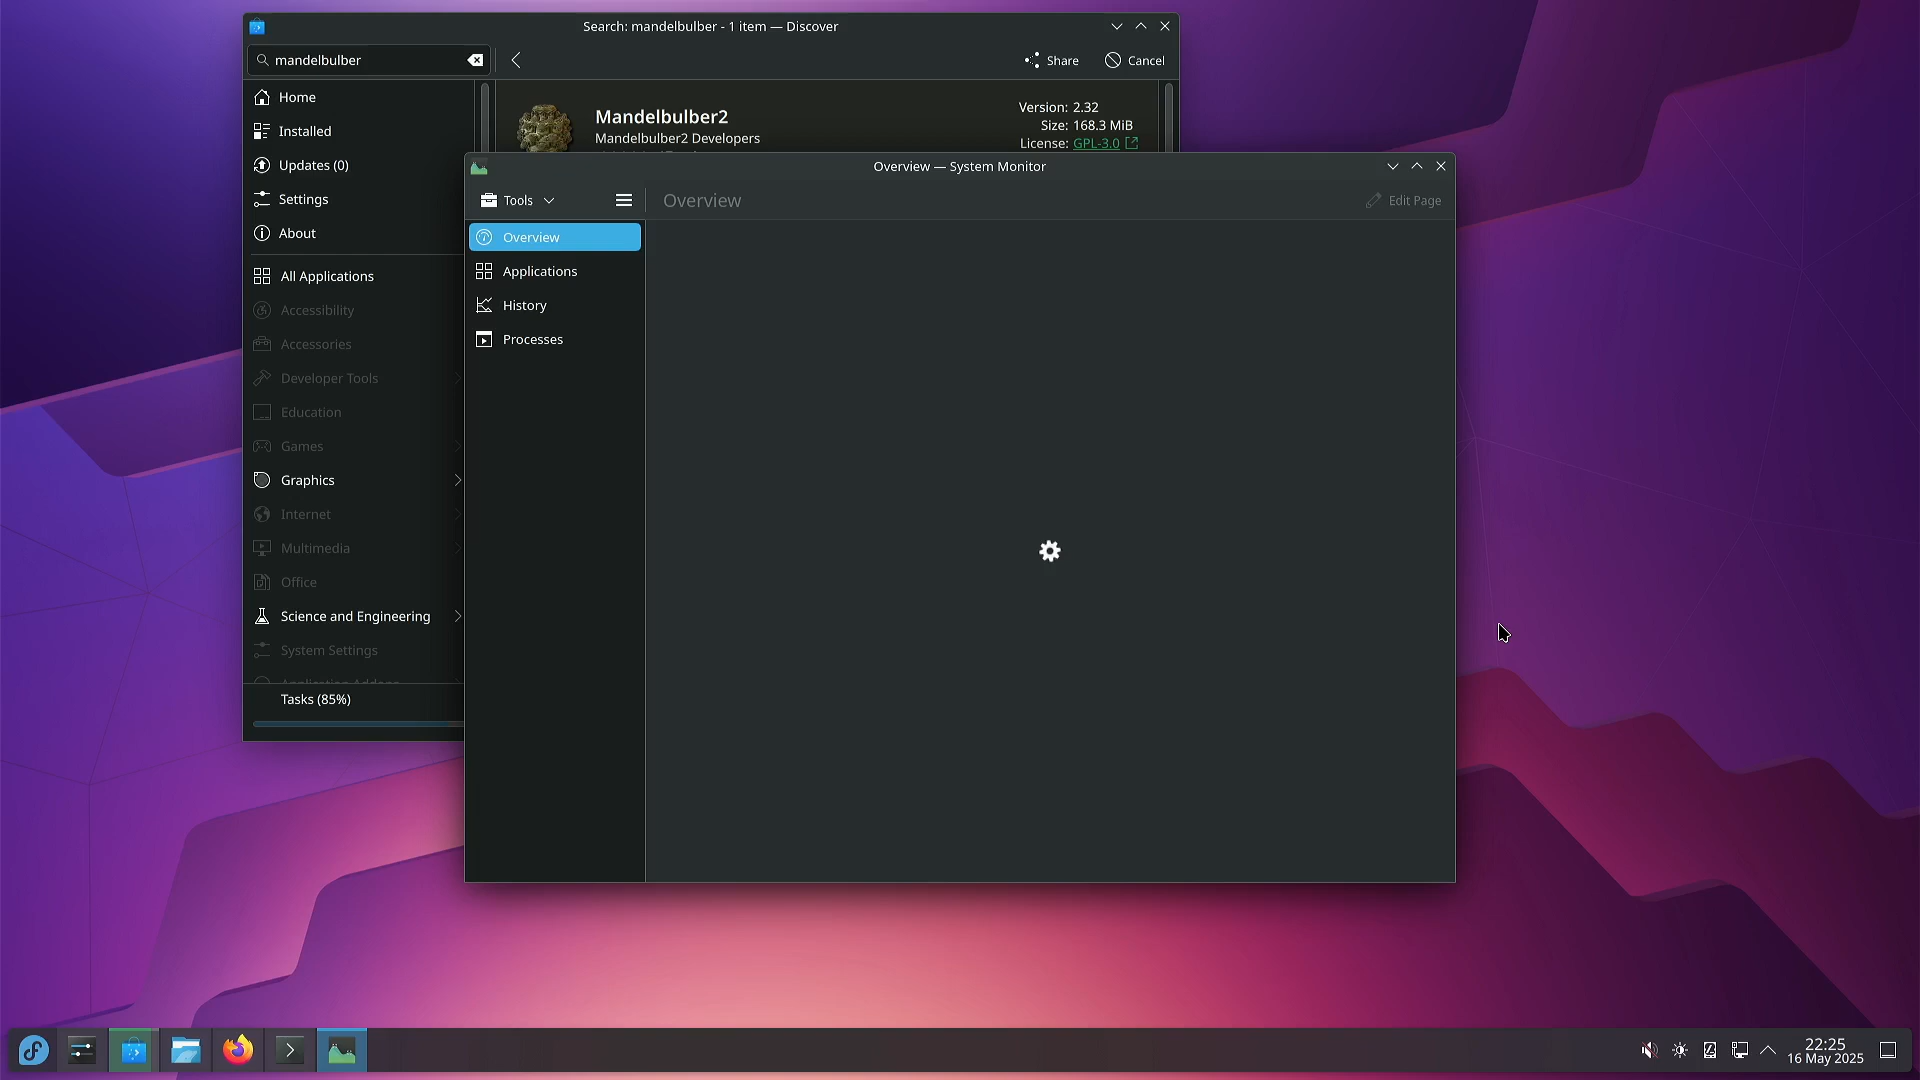 Search: mandelbulber - 1 item — Discover
mandelbulber
Share
Cancel
Home
Installed
Updates (0)
Settings
About
All Applications
Accessibility
Accessories
Developer Tools
Education
Games
Graphics
Internet
Multimedia
Office
Science and Engineering
System Settings
Application Addons
Tasks (85%)
Mandelbulber2
Mandelbulber2 Developers
Version: 2.32
Size: 168.3 MiB
License: GPL-3.0
Overview — System Monitor
Tools
Overview
Edit Page
Overview
Applications
History
Processes
22:25
16 May 2025